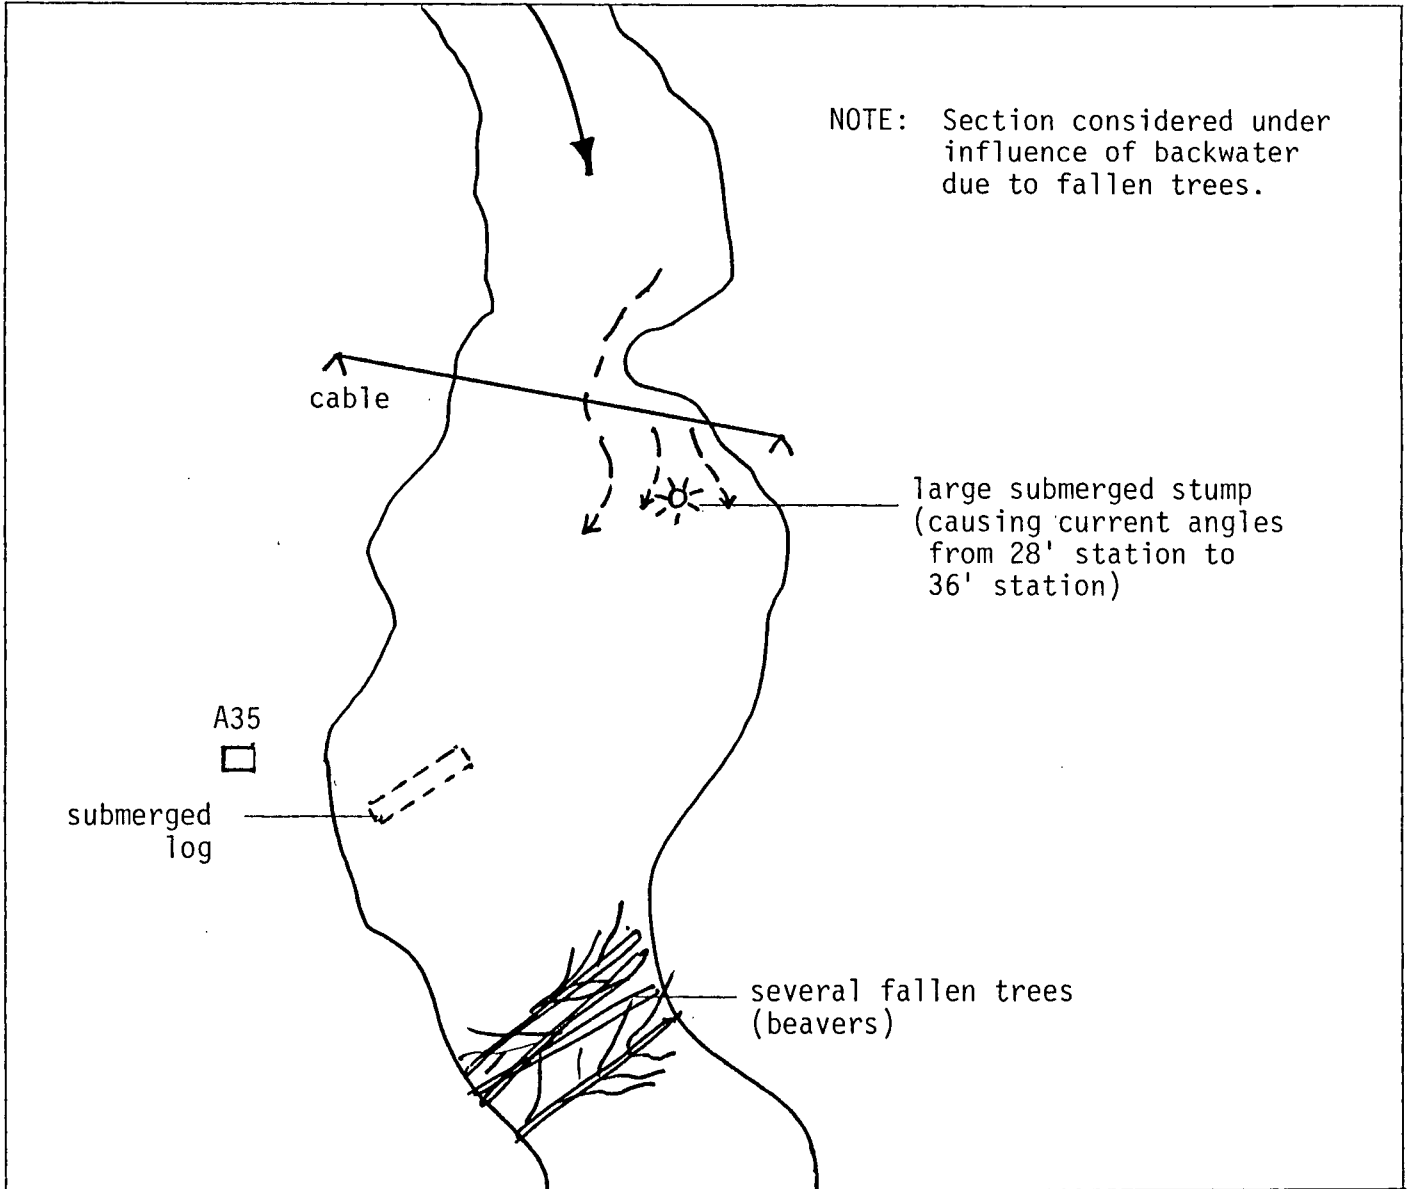 NOTE: Section considered under
influence of backwater
due to fallen trees.
cable
large submerged stump
(causing current angles
from 28' station to
36' station)
A35
submerged
log
several fallen trees
(beavers)